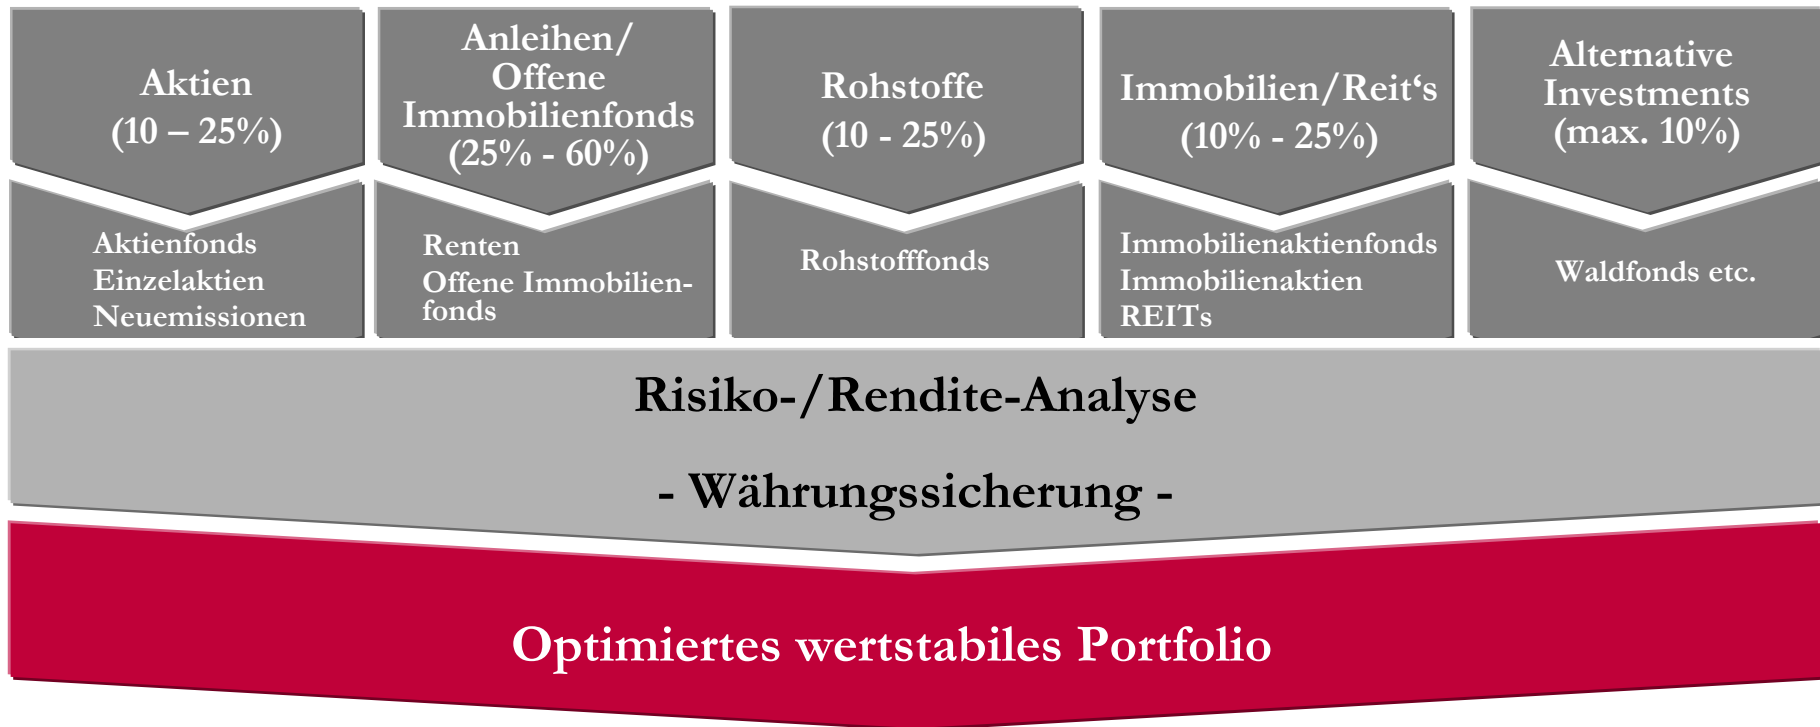 Aktien
(10 – 25%)
Anleihen/
Offene
Immobilienfonds
(25% - 60%)
Rohstoffe
(10 - 25%)
Immobilien/Reit‘s
(10% - 25%)
Alternative
Investments
(max. 10%)
Aktienfonds
Einzelaktien
Neuemissionen
Renten
Offene Immobilien-
fonds
Rohstofffonds
Immobilienaktienfonds
Immobilienaktien
REITs
Waldfonds etc.
Risiko-/Rendite-Analyse
- Währungssicherung -
Optimiertes wertstabiles Portfolio